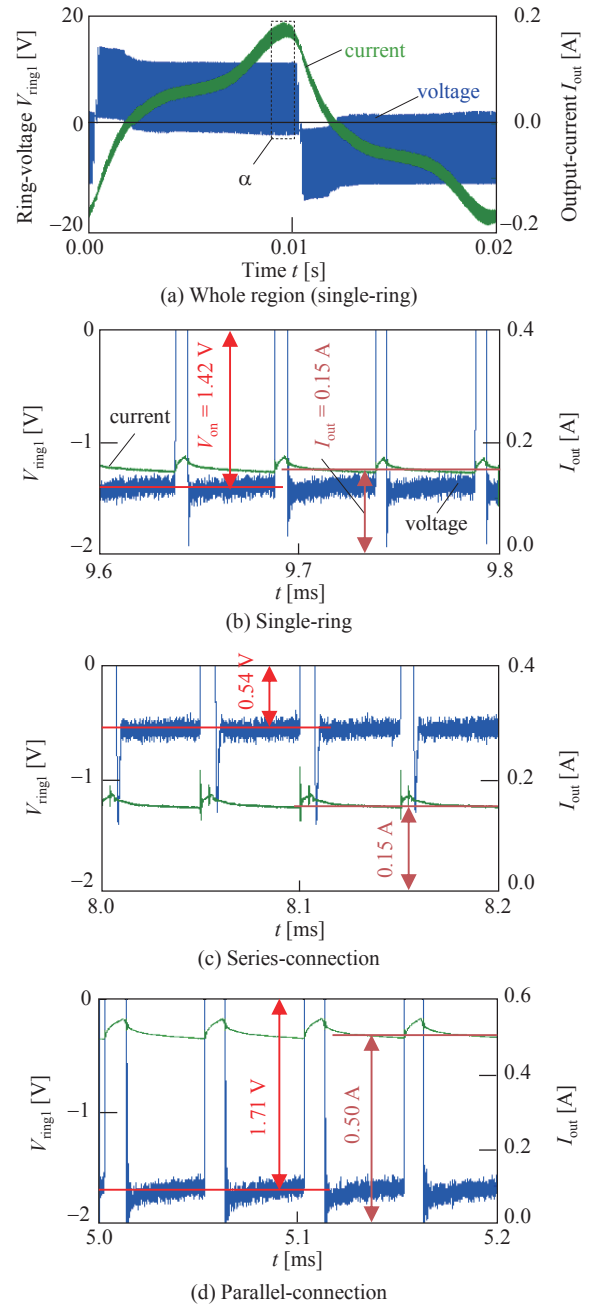 20
0.2
Ring-voltage Vring1 [V]
Output-current Iout [A]
current
voltage
0
0.0
α
−20
−0.2
0.00
0.01
0.02
Time t [s]
(a) Whole region (single-ring)
0
0.4
Vring1 [V]
Iout [A]
current
Von = 1.42 V
Iout = 0.15 A
−1
0.2
voltage
−2
0.0
9.6
9.7
9.8
t [ms]
(b) Single-ring
0
0.4
0.54 V
Vring1 [V]
Iout [A]
−1
0.2
0.15 A
−2
0.0
8.0
8.1
8.2
t [ms]
(c) Series-connection
0
0.6
Vring1 [V]
Iout [A]
1.71 V
0.50 A
0.4
−1
0.2
−2
0.0
5.0
5.1
5.2
t [ms]
(d) Parallel-connection